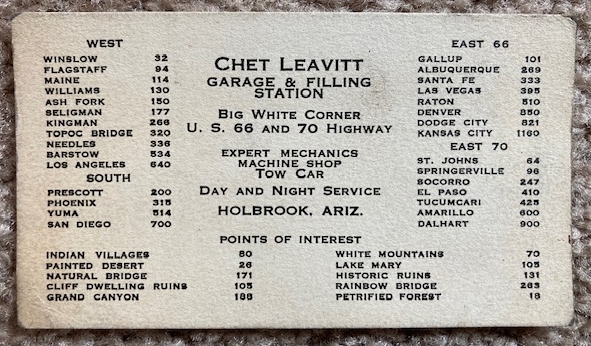 WEST
WINSLOW 32
FLAGSTAFF 94
MAINE 114
WILLIAMS 130
ASH FORK 150
SELIGMAN 177
KINGMAN 266
TOPOC BRIDGE 320
NEEDLES 336
BARSTOW 534
LOS ANGELES 640
SOUTH
PRESCOTT 200
PHOENIX 315
YUMA 514
SAN DIEGO 700
CHET LEAVITT
GARAGE & FILLING
STATION
BIG WHITE CORNER
U. S. 66 AND 70 HIGHWAY
EXPERT MECHANICS
MACHINE SHOP
TOW CAR
DAY AND NIGHT SERVICE
HOLBROOK, ARIZ.
EAST 66
GALLUP 101
ALBUQUERQUE 269
SANTA FE 333
LAS VEGAS 395
RATON 510
DENVER 850
DODGE CITY 821
KANSAS CITY 1160
EAST 70
ST. JOHNS 64
SPRINGERVILLE 96
SOCORRO 247
EL PASO 410
TUCUMCARI 425
AMARILLO 600
DALHART 900
POINTS OF INTEREST
INDIAN VILLAGES 80
PAINTED DESERT 26
NATURAL BRIDGE 171
CLIFF DWELLING RUINS 105
GRAND CANYON 188
WHITE MOUNTAINS 70
LAKE MARY 105
HISTORIC RUINS 131
RAINBOW BRIDGE 263
PETRIFIED FOREST 18